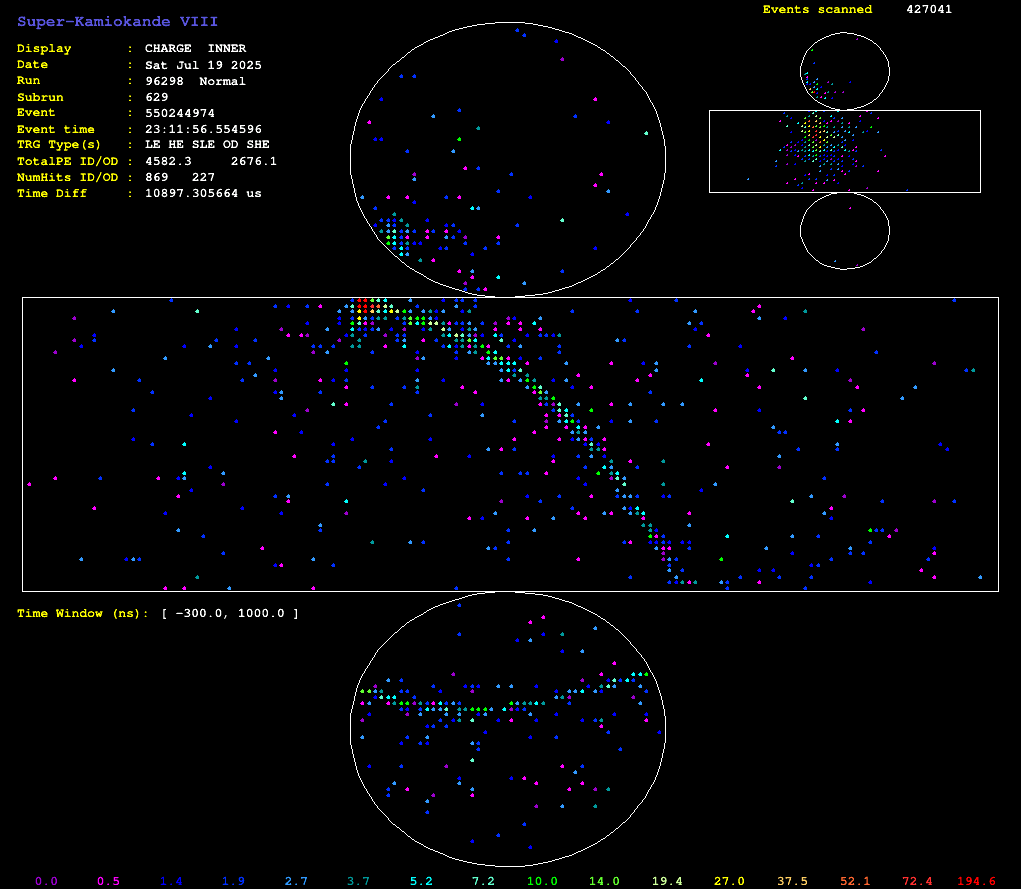 Super-Kamiokande VIII
Events scanned 427041
Display : CHARGE INNER
Date : Sat Jul 19 2025
Run : 96298 Normal
Subrun : 629
Event : 550244974
Event time : 23:11:56.554596
TRG Type(s) : LE HE SLE OD SHE
TotalPE ID/OD : 4582.3 2676.1
NumHits ID/OD : 869 227
Time Diff : 10897.305664 us
Time Window (ns): [ -300.0, 1000.0 ]
0.0 0.5 1.4 1.9 2.7 3.7 5.2 7.2 10.0 14.0 19.4 27.0 37.5 52.1 72.4 194.6